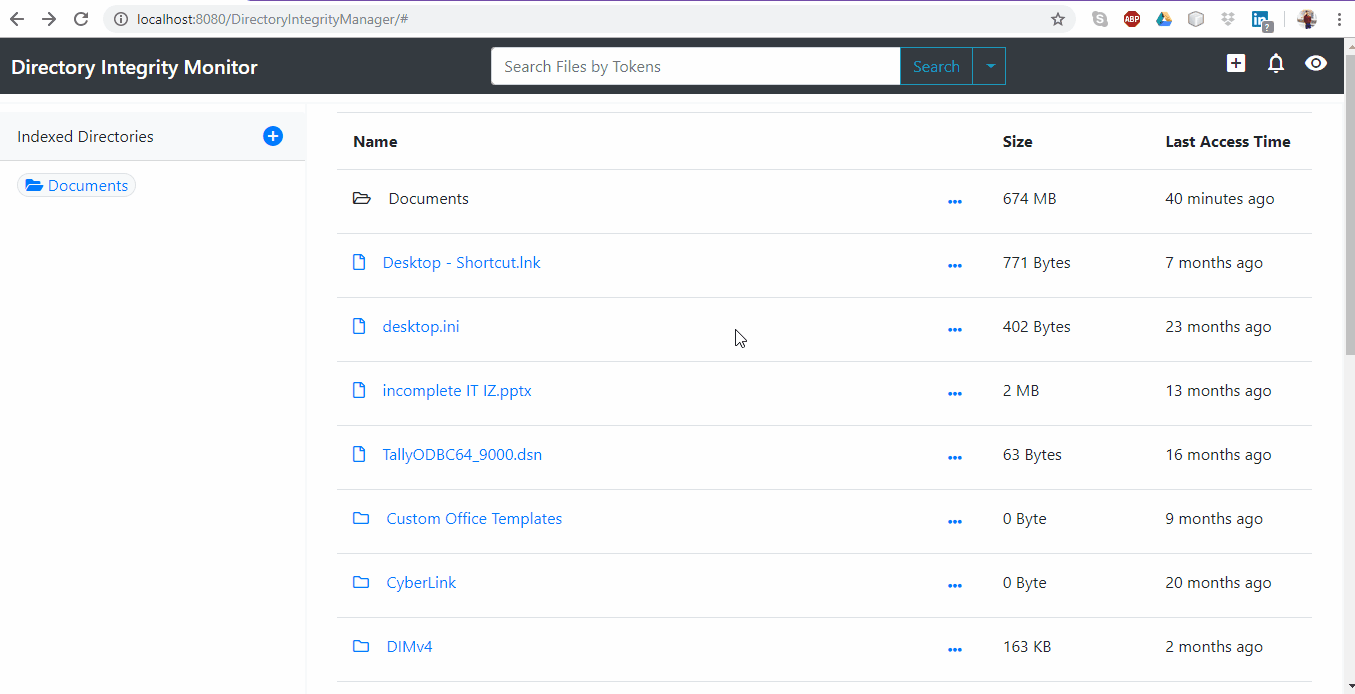 localhost:8080/DirectoryIntegrityManager/#
ABP
in
?
Directory Integrity Monitor
Search Files by Tokens
Search
Indexed Directories
Documents
Name Size Last Access Time
Documents ... 674 MB 40 minutes ago
Desktop - Shortcut.lnk ... 771 Bytes 7 months ago
desktop.ini ... 402 Bytes 23 months ago
incomplete IT IZ.pptx ... 2 MB 13 months ago
TallyODBC64_9000.dsn ... 63 Bytes 16 months ago
Custom Office Templates ... 0 Byte 9 months ago
CyberLink ... 0 Byte 20 months ago
DIMv4 ... 163 KB 2 months ago